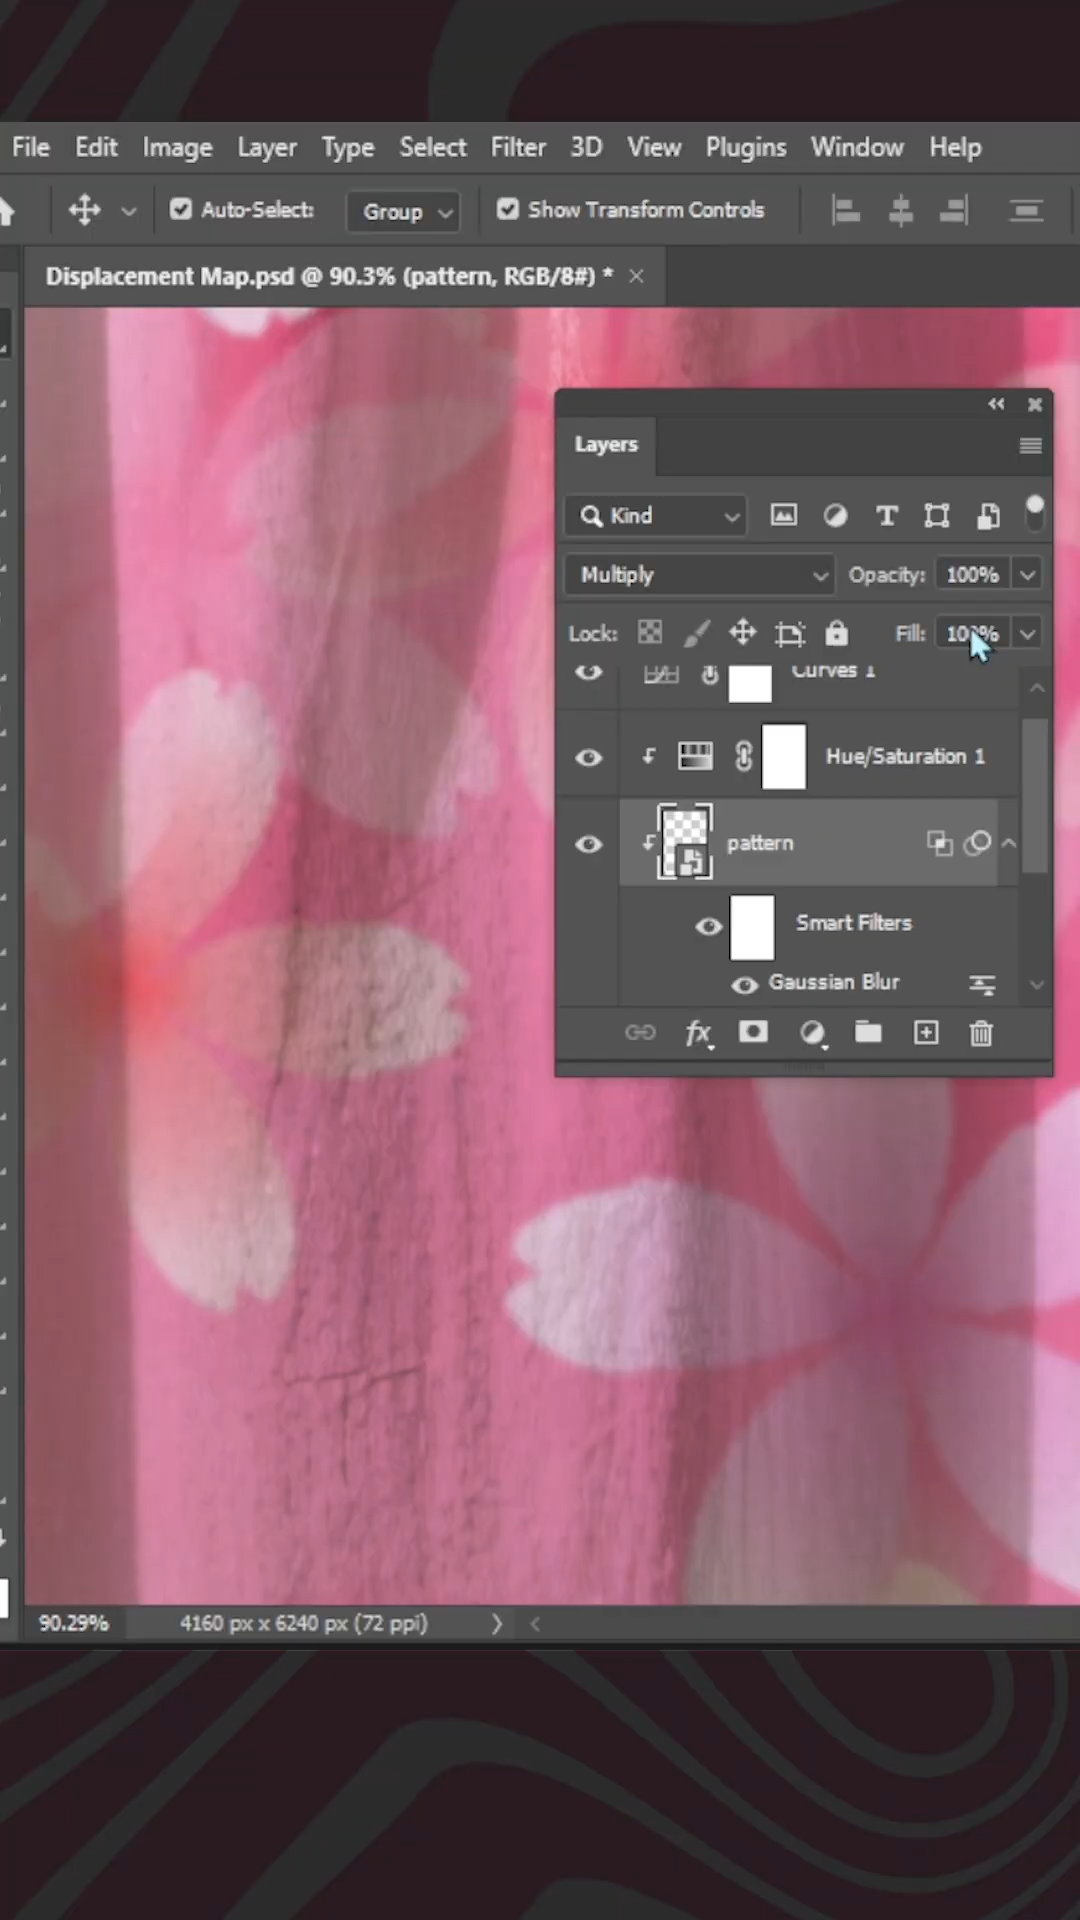 File Edit Image Layer Type Select Filter 3D View Plugins Window Help
Auto-Select: Group Show Transform Controls
Displacement Map.psd @ 90.3% (pattern, RGB/8#) *
Layers
Kind
Multiply Opacity: 100%
Lock: Fill: 100%
Curves 1
Hue/Saturation 1
pattern
Smart Filters
Gaussian Blur
fx
90.29% 4160 px x 6240 px (72 ppi)